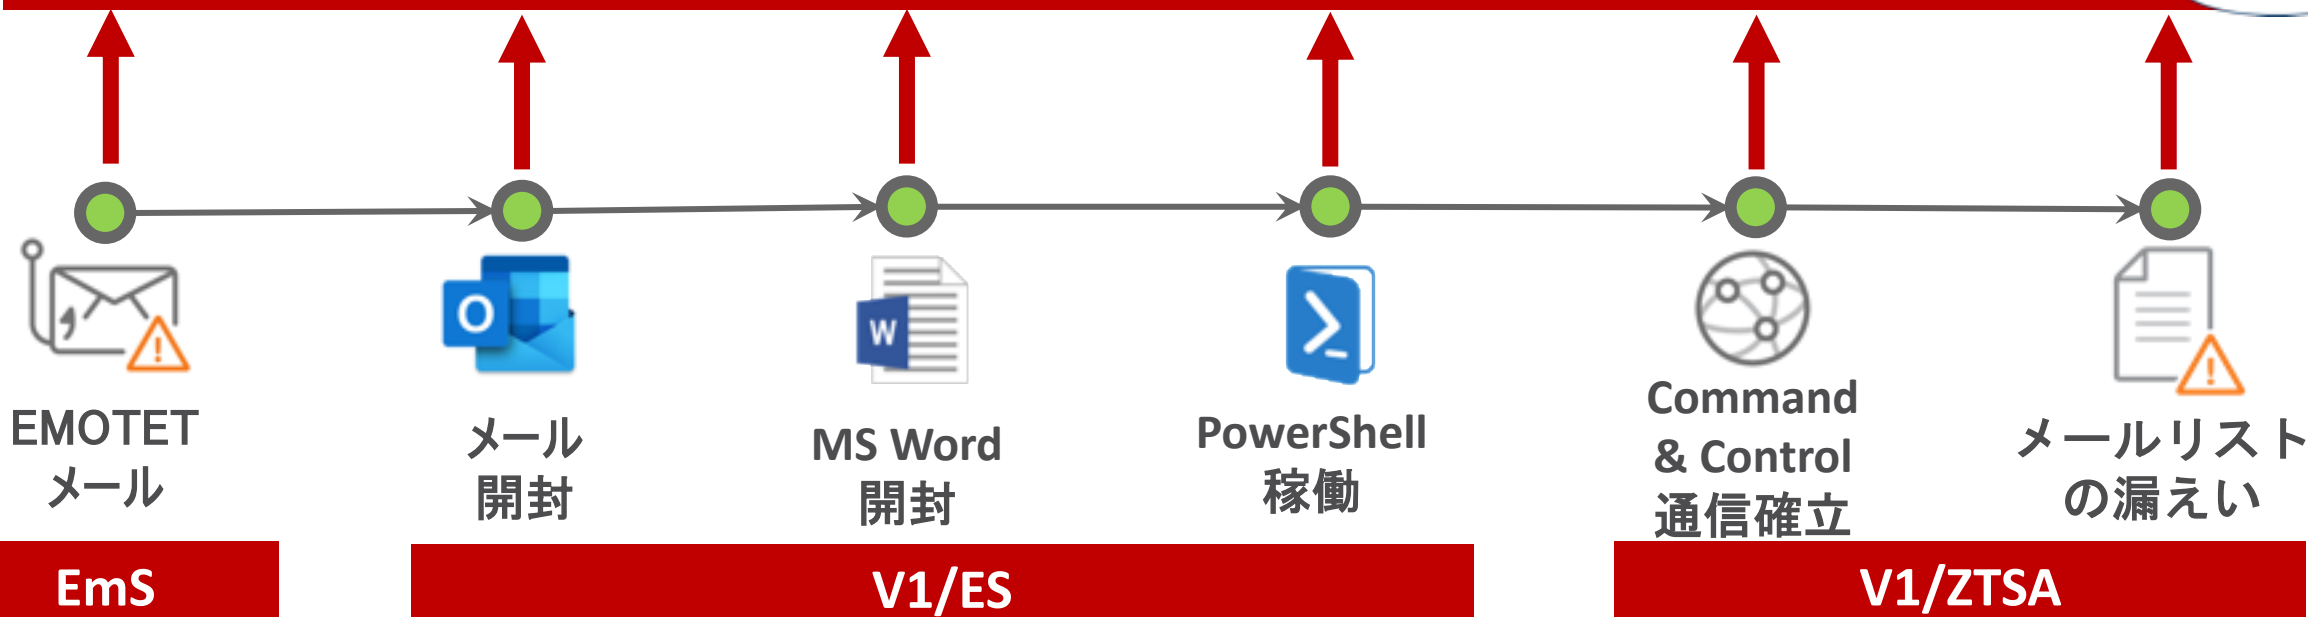 EMOTET
メール
メール
開封
MS Word
開封
PowerShell
稼働
Command
& Control
通信確立
メールリスト
の漏えい
EmS
V1/ES
V1/ZTSA
O
W